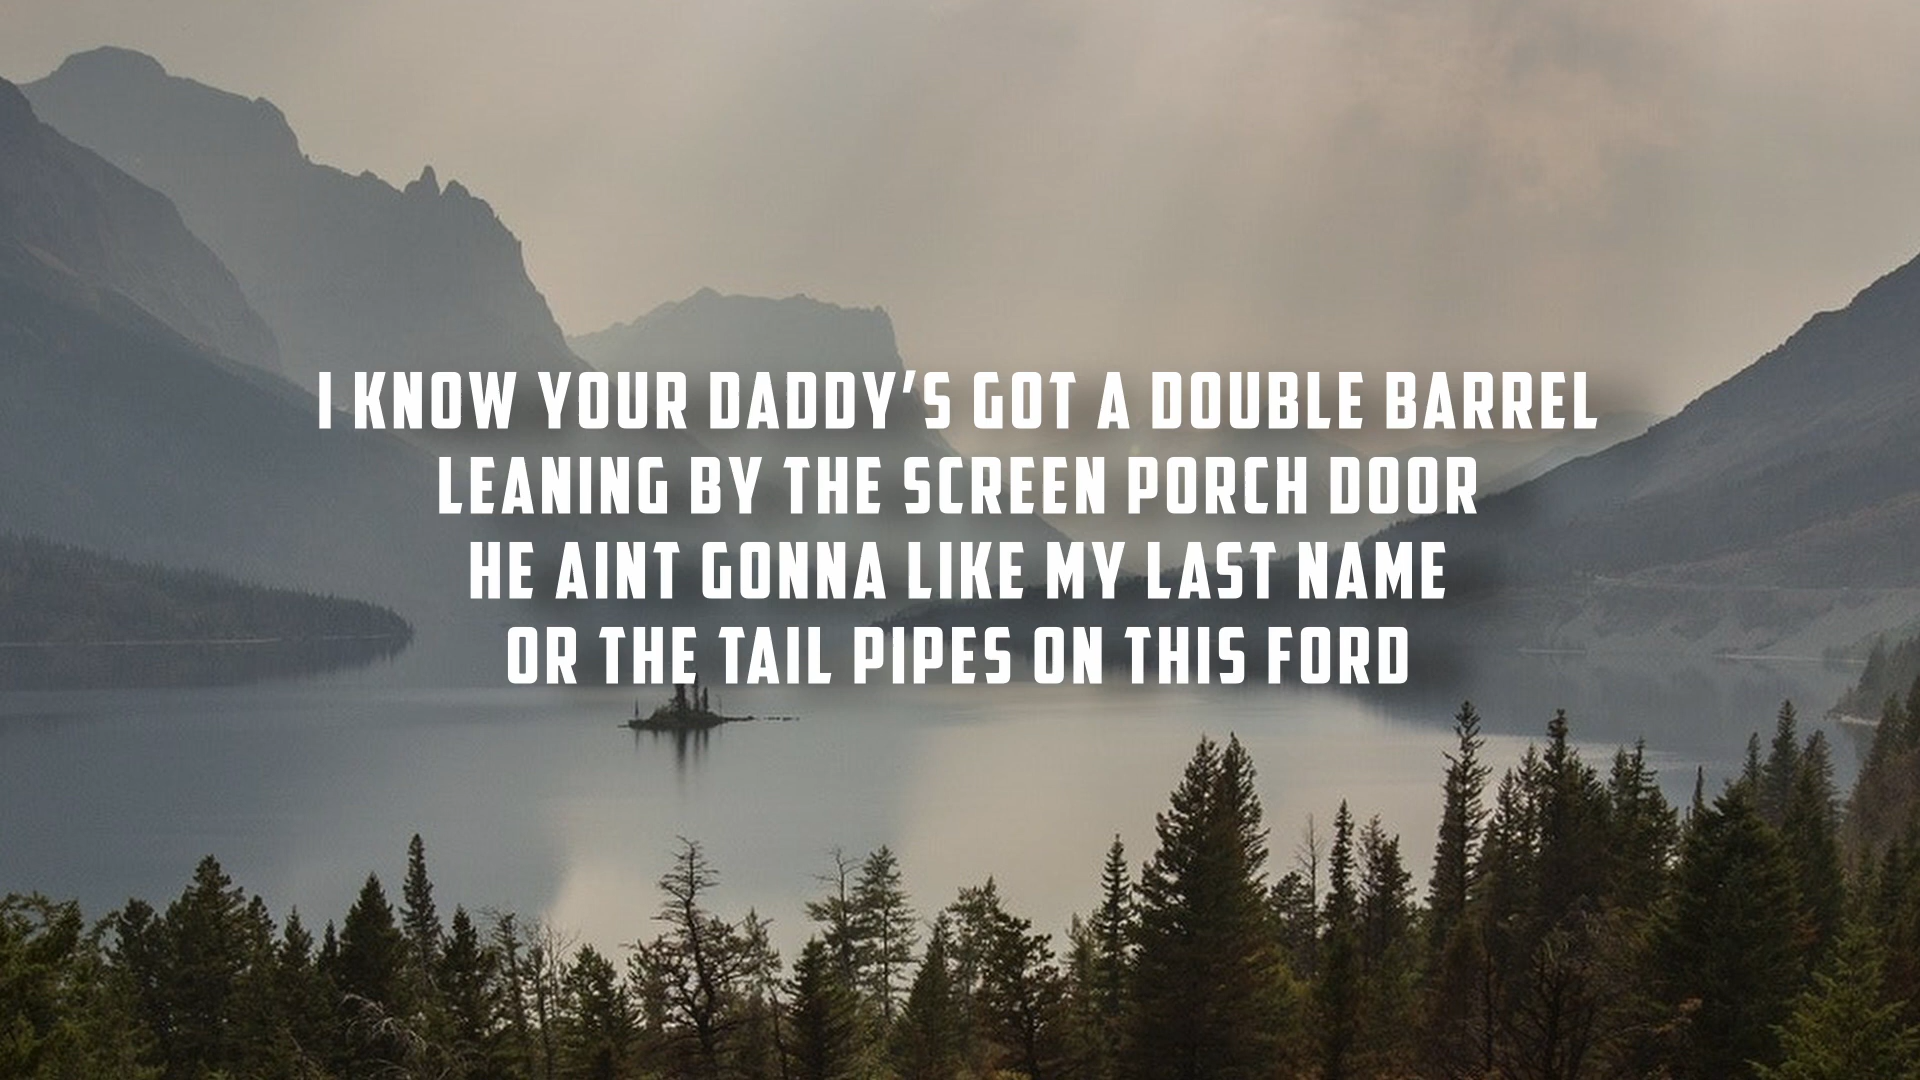 I KNOW YOUR DADDY'S GOT A DOUBLE BARREL
LEANING BY THE SCREEN PORCH DOOR
HE AINT GONNA LIKE MY LAST NAME
OR THE TAIL PIPES ON THIS FORD